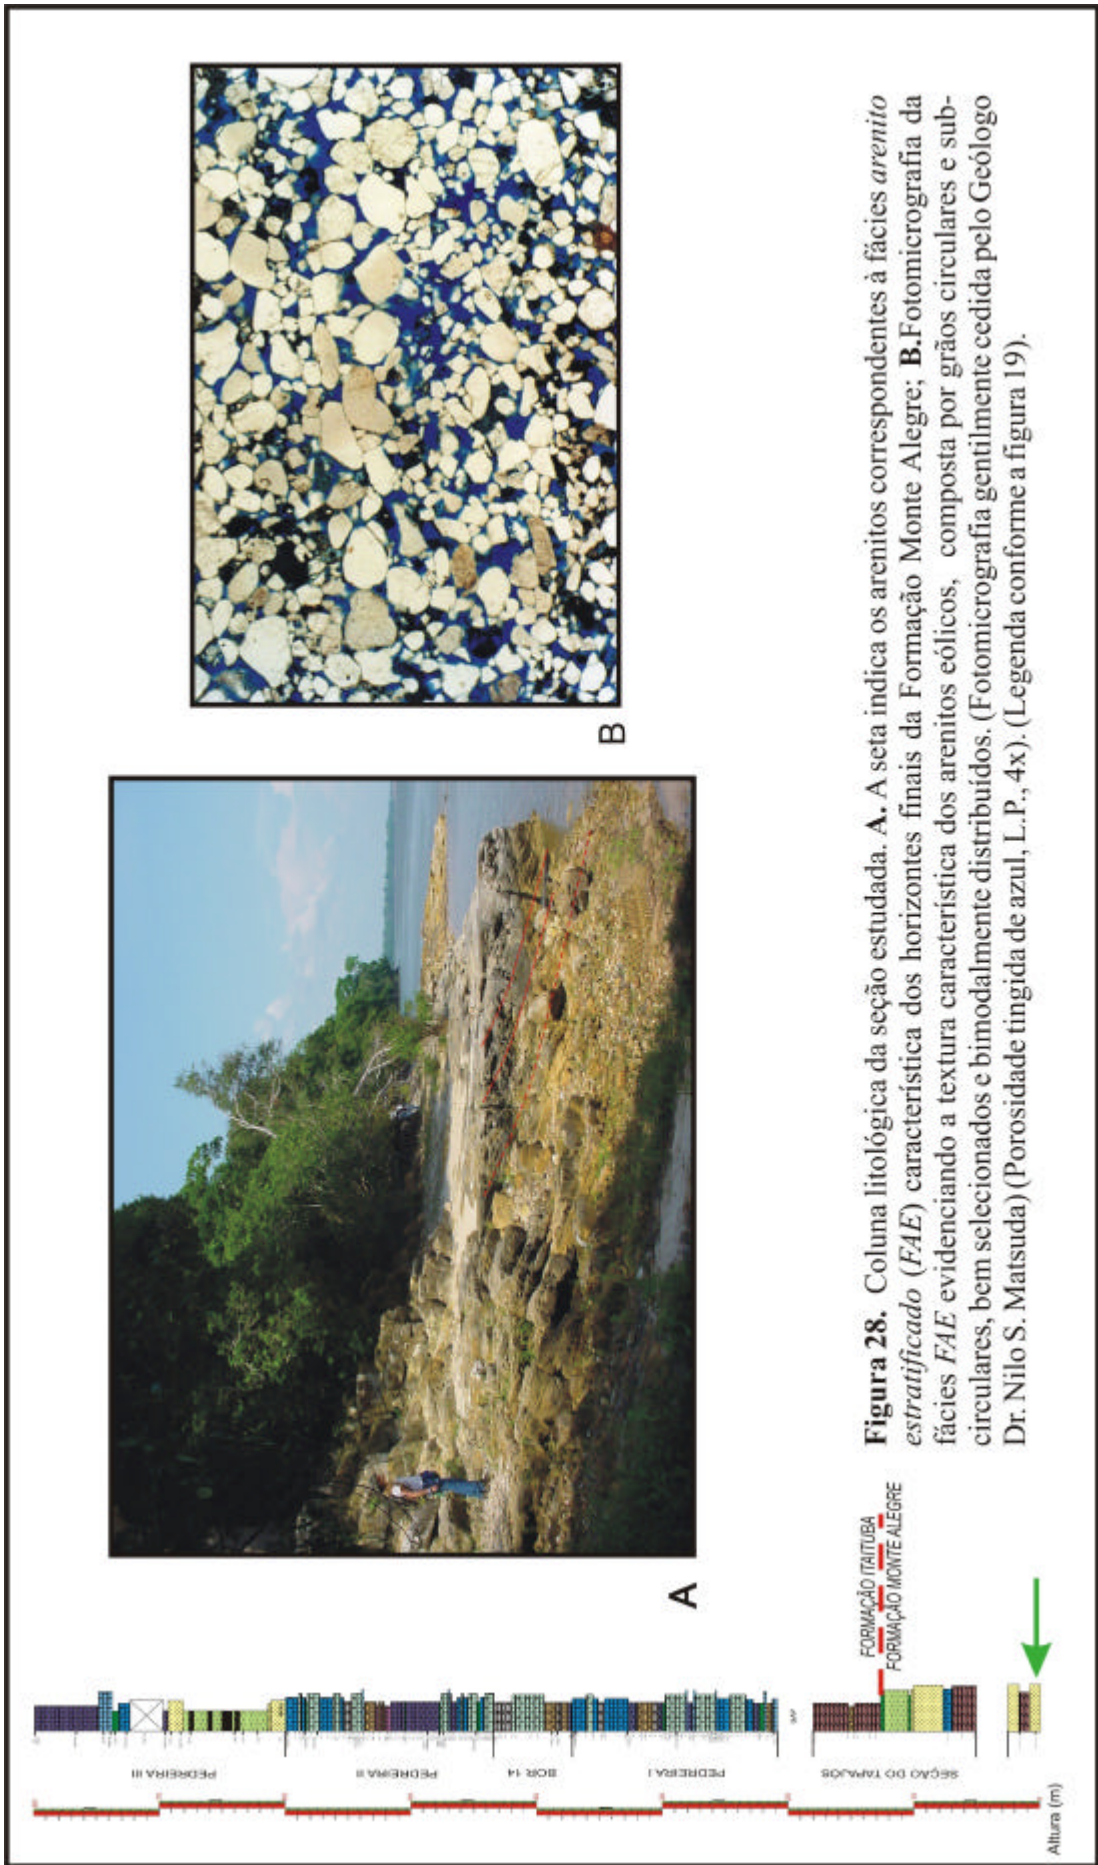 PEDREIRA III
PEDREIRA II
BOR 14
PEDREIRA I
SEÇÃO DO TAPAJÓS
Altura (m)
FORMAÇÃO ITAITUBA
FORMAÇÃO MONTE ALEGRE
A
B
Figura 28. Coluna litológica da seção estudada. A. A seta indica os arenitos correspondentes à fácies arenito
estratificado (FAE) característica dos horizontes finais da Formação Monte Alegre; B.Fotomicrografia da
fácies FAE evidenciando a textura característica dos arenitos eólicos, composta por grãos circulares e sub-
circulares, bem selecionados e bimodalmente distribuídos. (Fotomicrografia gentilmente cedida pelo Geólogo
Dr. Nilo S. Matsuda) (Porosidade tingida de azul, L.P., 4x). (Legenda conforme a figura 19).